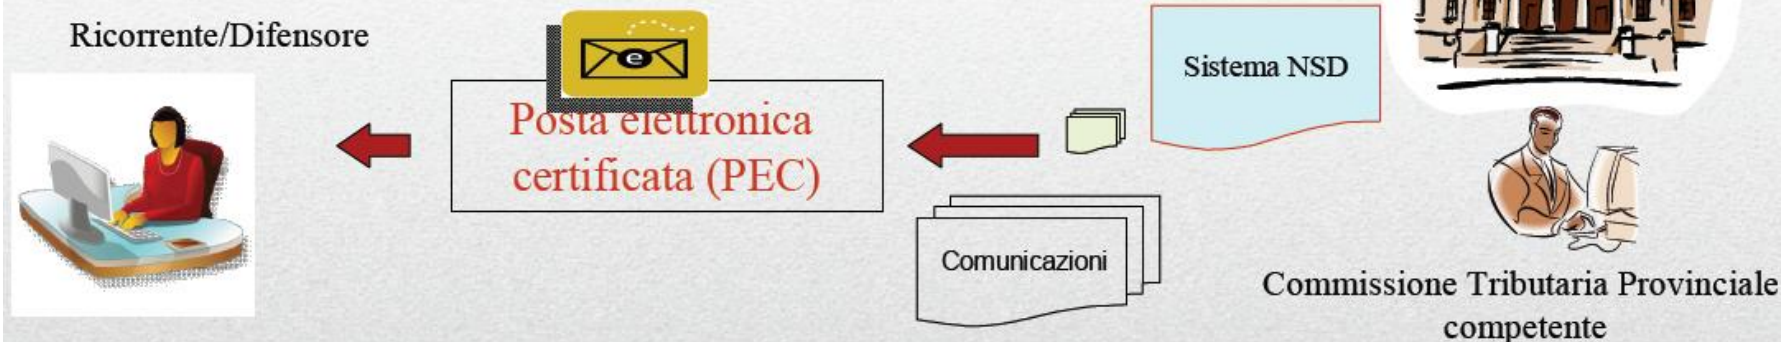 Ricorrente/Difensore
e
Posta elettronica
certificata (PEC)
Sistema NSD
Comunicazioni
Commissione Tributaria Provinciale
competente